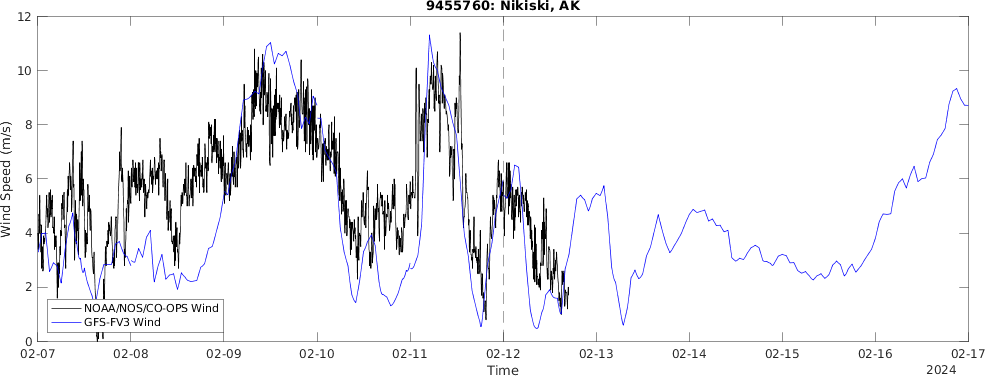 9455760: Nikiski, AK
Wind Speed (m/s)
12
10
8
6
4
2
0
NOAA/NOS/CO-OPS Wind
GFS-FV3 Wind
02-07 02-08 02-09 02-10 02-11 02-12 02-13 02-14 02-15 02-16 02-17
Time
2024